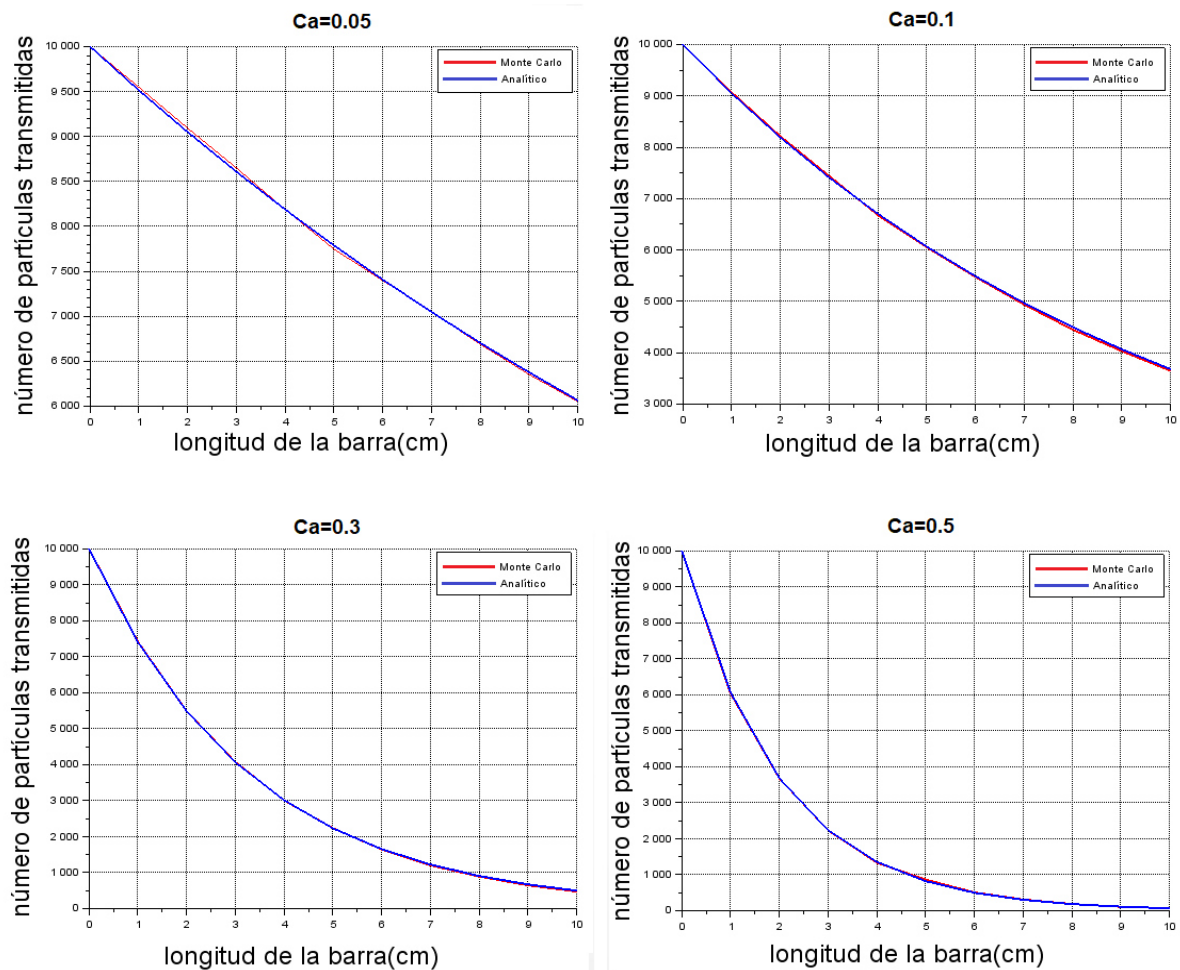 Ca=0.05
número de partículas transmitidas
10 000
9 500
9 000
8 500
8 000
7 500
7 000
6 500
6 000
Monte Carlo
Analítico
0 1 2 3 4 5 6 7 8 9 10
longitud de la barra(cm)
Ca=0.1
número de partículas transmitidas
10 000
9 000
8 000
7 000
6 000
5 000
4 000
3 000
Monte Carlo
Analítico
0 1 2 3 4 5 6 7 8 9 10
longitud de la barra(cm)
Ca=0.3
número de partículas transmitidas
10 000
9 000
8 000
7 000
6 000
5 000
4 000
3 000
2 000
1 000
0
Monte Carlo
Analítico
0 1 2 3 4 5 6 7 8 9 10
longitud de la barra(cm)
Ca=0.5
número de partículas transmitidas
10 000
9 000
8 000
7 000
6 000
5 000
4 000
3 000
2 000
1 000
0
Monte Carlo
Analítico
0 1 2 3 4 5 6 7 8 9 10
longitud de la barra(cm)